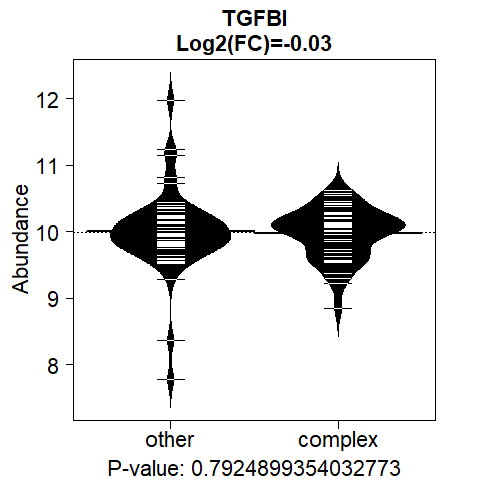 TGFBI
Log2(FC)=-0.03
Abundance
12
11
10
9
8
other complex
P-value: 0.7924899354032773